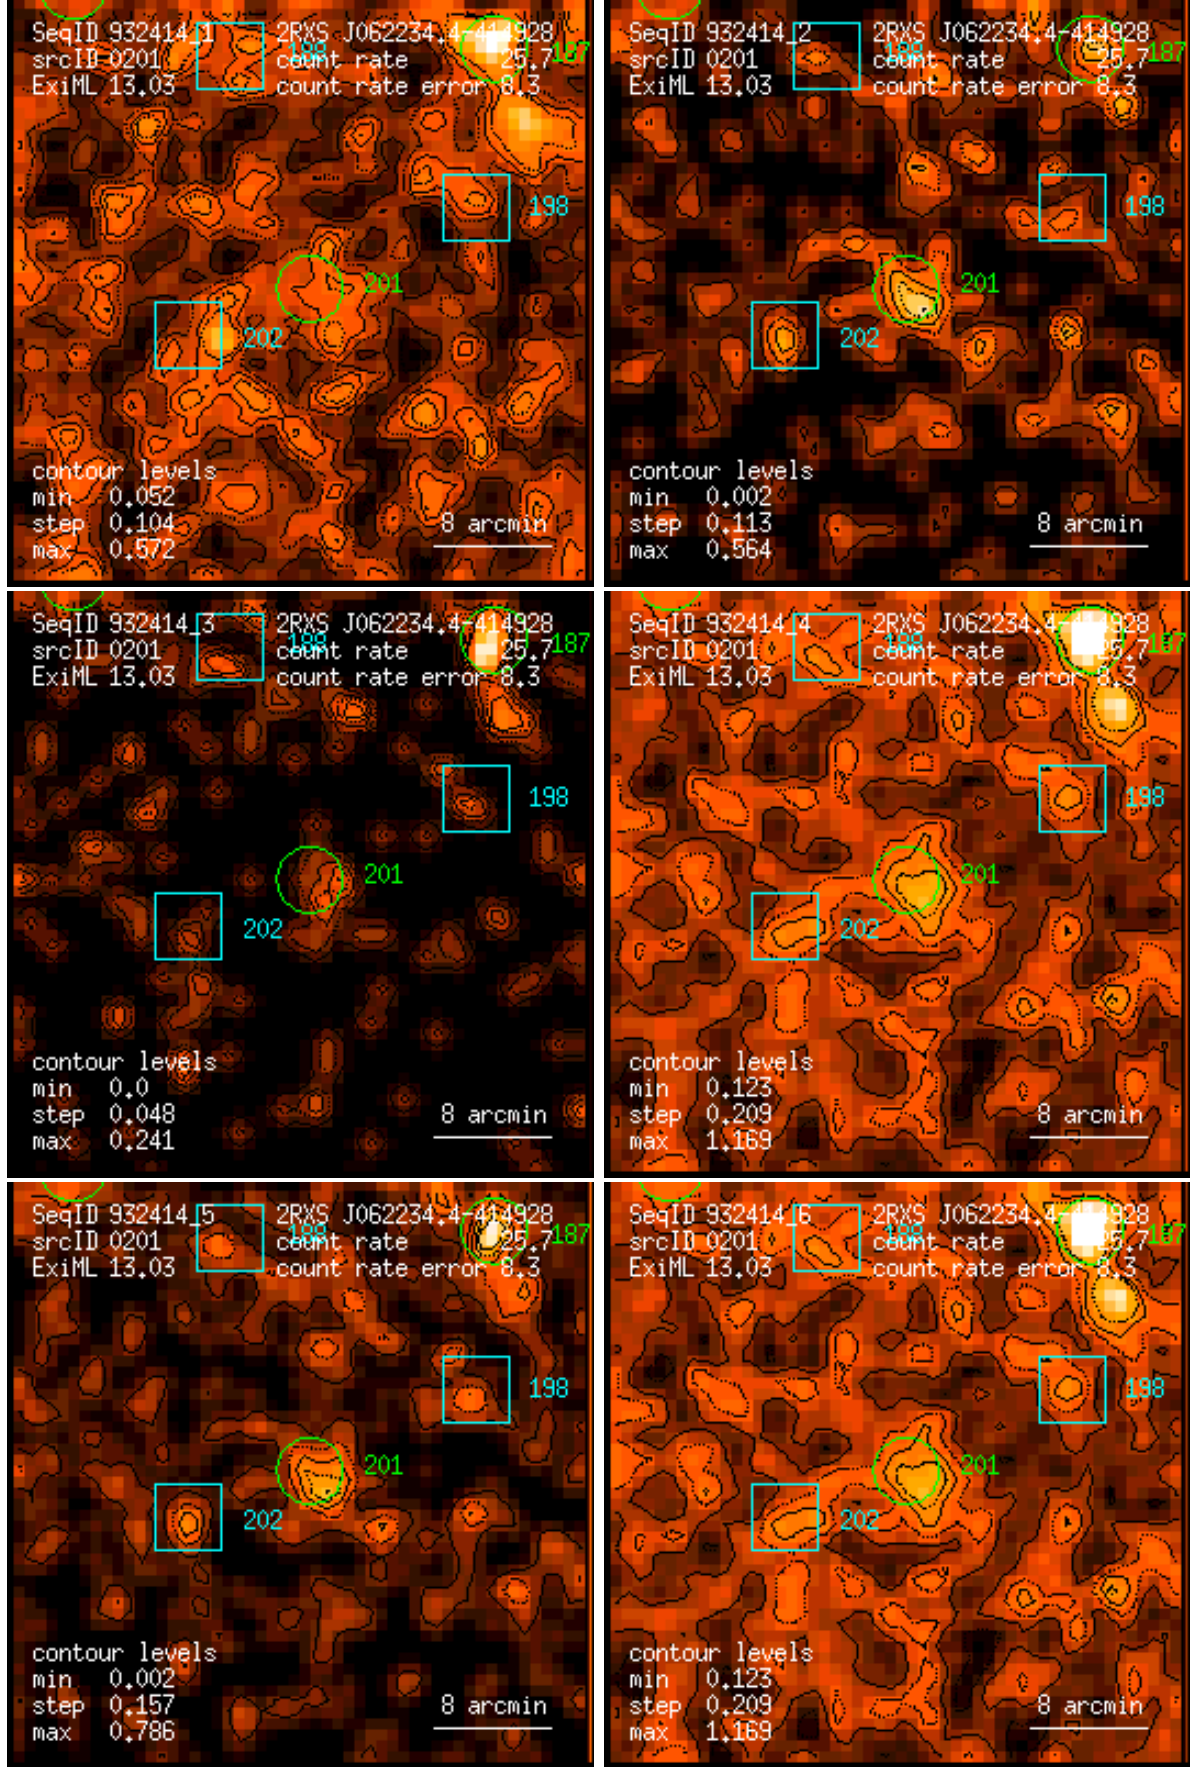 SeqID 932414_1 2RXS J062234.4-414928
srcID 0201 188 count rate 25.7 187
ExiML 13.03 count rate error 8.3
198
201
202
contour levels
min 0.052
step 0.104 8 arcmin
max 0.572
SeqID 932414_2 2RXS J062234.4-414928
srcID 0201 188 count rate 25.7 187
ExiML 13.03 count rate error 8.3
198
201
202
contour levels
min 0.002
step 0.113 8 arcmin
max 0.564
SeqID 932414_3 2RXS J062234.4-414928
srcID 0201 188 count rate 25.7 187
ExiML 13.03 count rate error 8.3
198
201
202
contour levels
min 0.0
step 0.048 8 arcmin
max 0.241
SeqID 932414_4 2RXS J062234.4-414928
srcID 0201 188 count rate 25.7 187
ExiML 13.03 count rate error 8.3
198
201
202
contour levels
min 0.123
step 0.209 8 arcmin
max 1.169
SeqID 932414_5 2RXS J062234.4-414928
srcID 0201 188 count rate 25.7 187
ExiML 13.03 count rate error 8.3
198
201
202
contour levels
min 0.002
step 0.157 8 arcmin
max 0.786
SeqID 932414_6 2RXS J062234.4-414928
srcID 0201 188 count rate 25.7 187
ExiML 13.03 count rate error 8.3
198
201
202
contour levels
min 0.123
step 0.209 8 arcmin
max 1.169